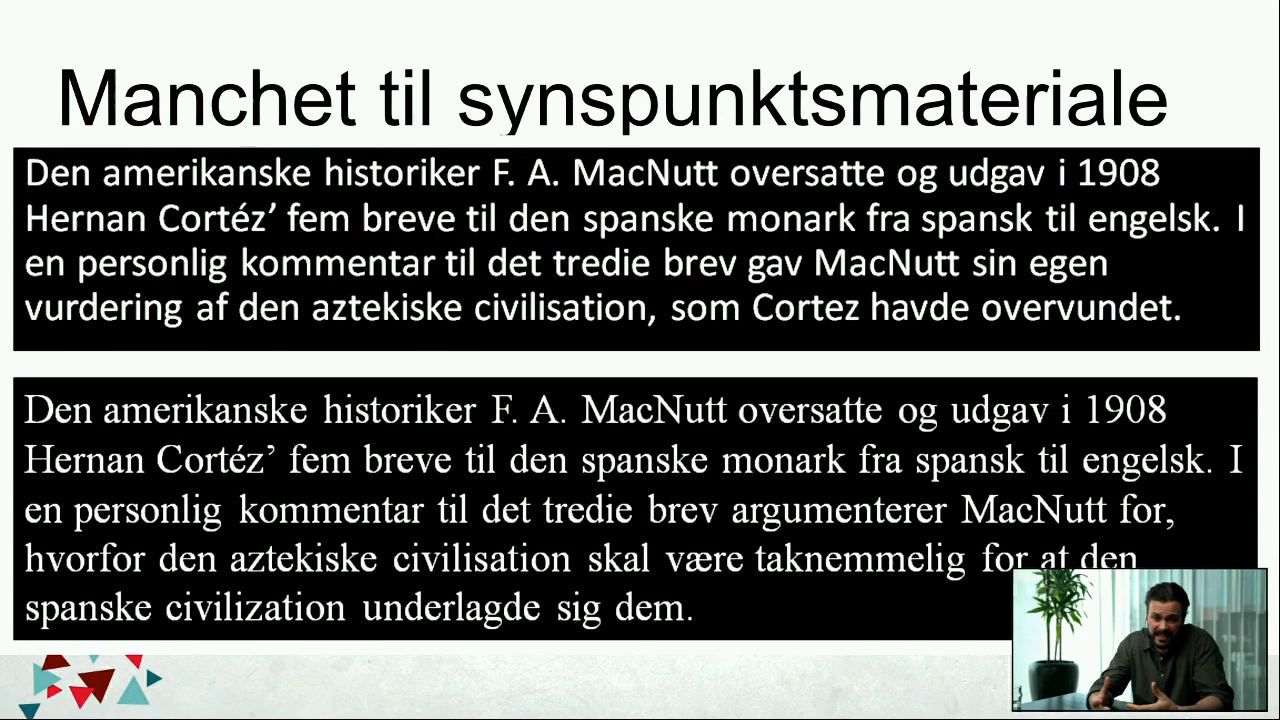 Manchet til synspunktsmateriale
Den amerikanske historiker F. A. MacNutt oversatte og udgav i 1908
Hernan Cortéz’ fem breve til den spanske monark fra spansk til engelsk. I
en personlig kommentar til det tredie brev gav MacNutt sin egen
vurdering af den aztekiske civilisation, som Cortez havde overvundet.
Den amerikanske historiker F. A. MacNutt oversatte og udgav i 1908
Hernan Cortéz’ fem breve til den spanske monark fra spansk til engelsk. I
en personlig kommentar til det tredie brev argumenterer MacNutt for,
hvorfor den aztekiske civilisation skal være taknemmelig for at den
spanske civilization underlagde sig dem.